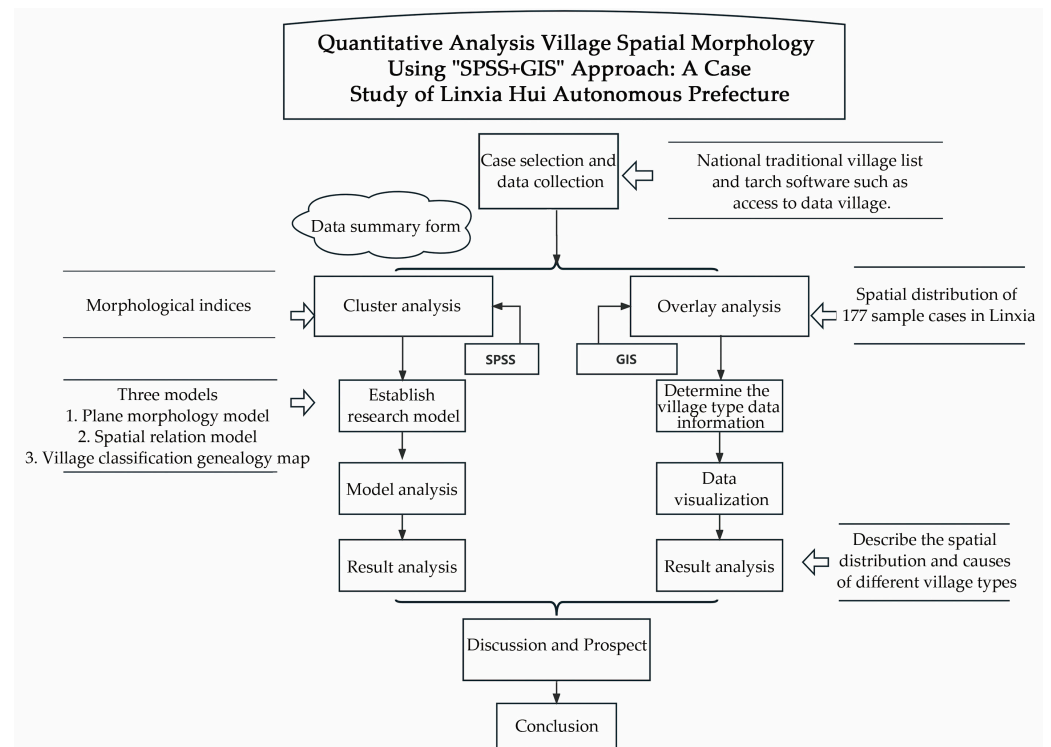 Quantitative Analysis Village Spatial Morphology
Using "SPSS+GIS" Approach: A Case
Study of Linxia Hui Autonomous Prefecture
Case selection and
data collection
National traditional village list
and tarch software such as
access to data village.
Data summary form
Morphological indices
Cluster analysis
Overlay analysis
Spatial distribution of
177 sample cases in Linxia
SPSS
GIS
Three models
1. Plane morphology model
2. Spatial relation model
3. Village classification genealogy map
Establish
research model
Determine the
village type data
information
Model analysis
Data
visualization
Result analysis
Result analysis
Describe the spatial
distribution and causes
of different village types
Discussion and Prospect
Conclusion